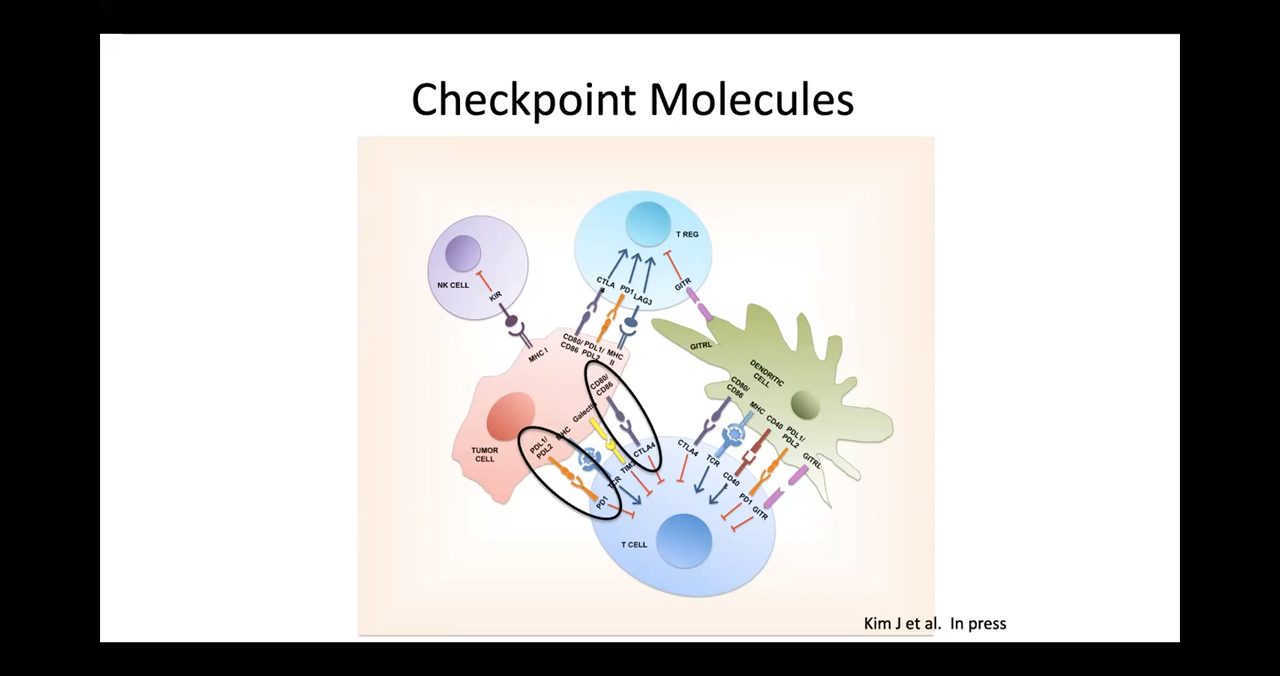 Checkpoint Molecules
T REG
NK CELL
KIR
CTLA
PD1
LAG3
GITR
MHC I
CD80/
CD86
PDL1/
PDL2
MHC
II
GITRL
DENDRITIC
CELL
CD80/
CD86
CD80/
CD86
MHC
CD40
PDL1/
PDL2
GITRL
TUMOR
CELL
PDL1/
PDL2
MHC
CTLA4
TCR
PD1
CTLA4
TCR
CD40
PD1
GITR
T CELL
Kim J et al. In press